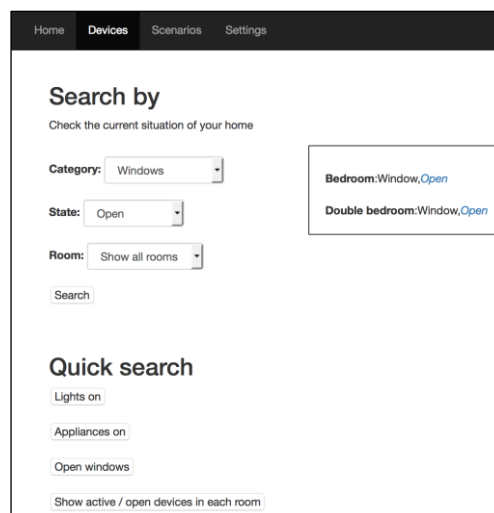 Home Devices Scenarios Settings
Search by
Check the current situation of your home
Category: Windows
State: Open
Room: Show all rooms
Search
Bedroom:Window,Open
Double bedroom:Window,Open
Quick search
Lights on
Appliances on
Open windows
Show active / open devices in each room